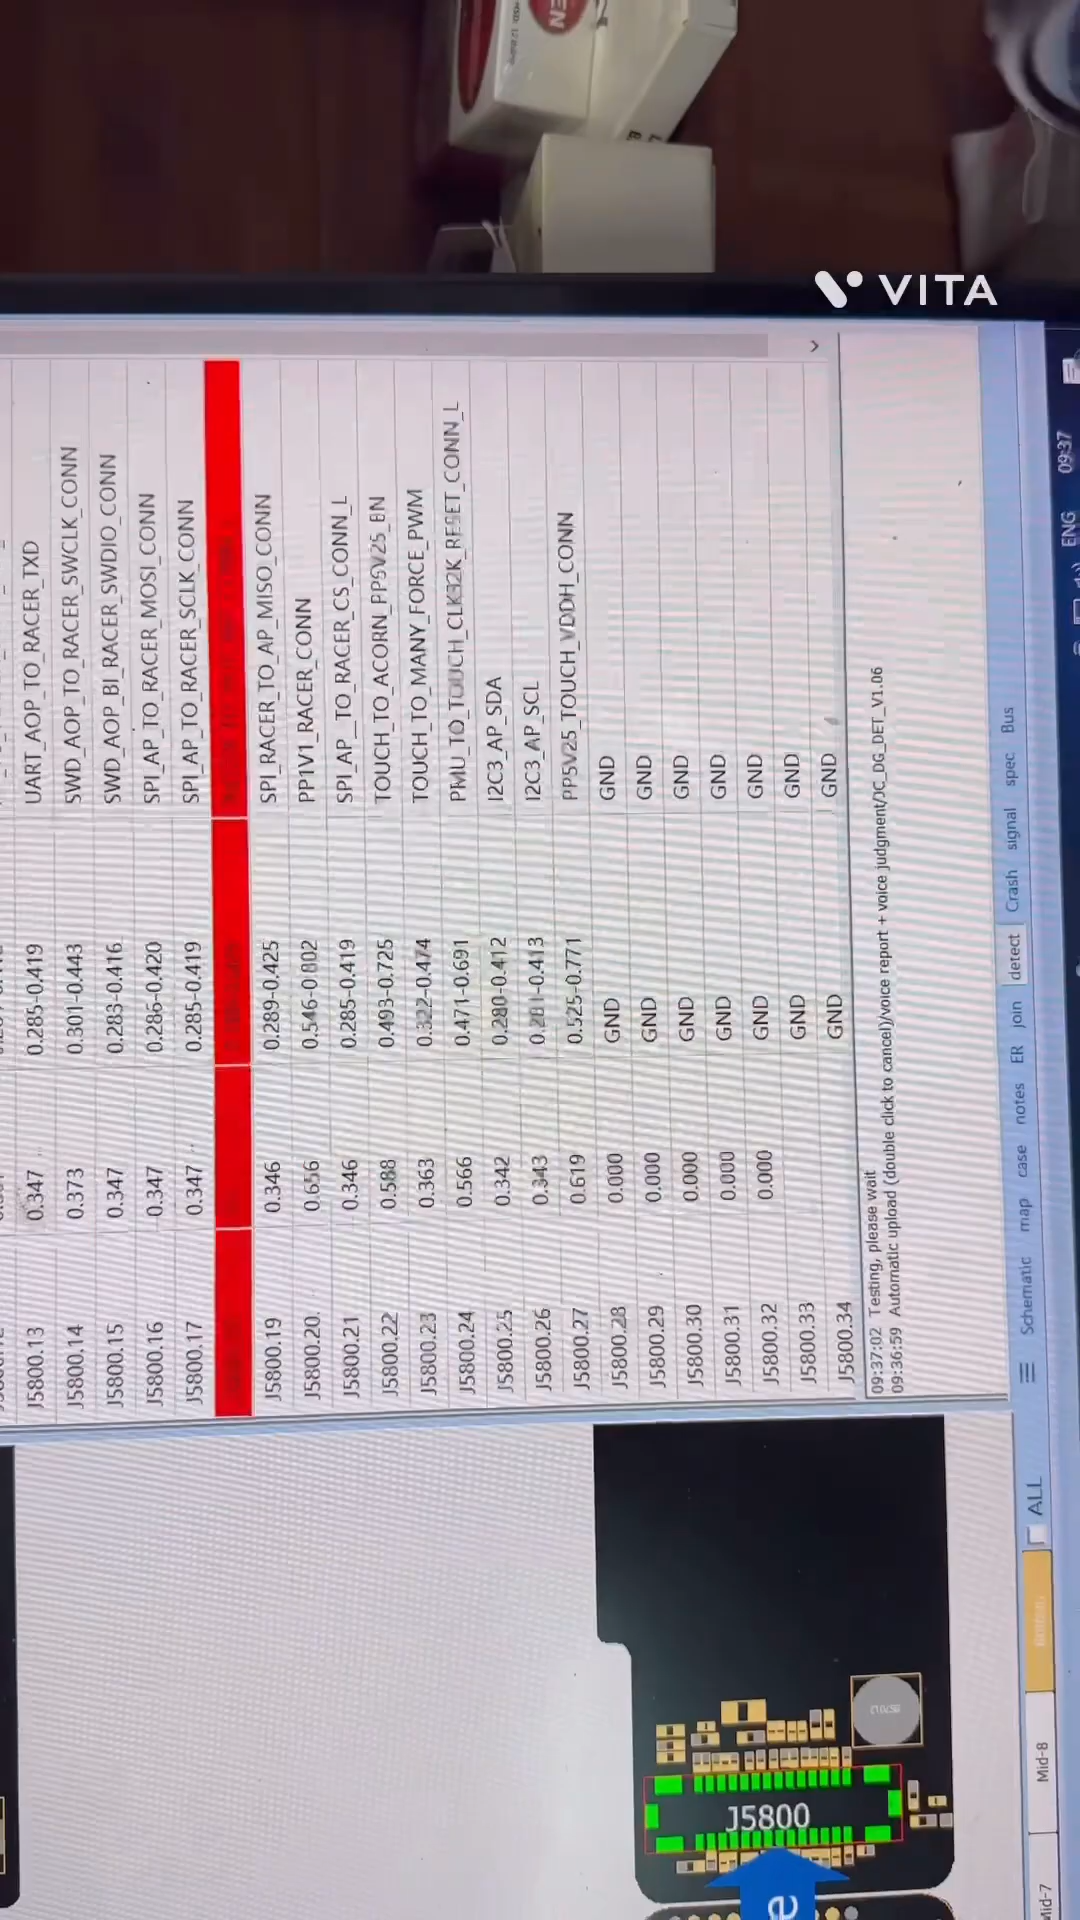 VITA
J5800.13 0.347 0.285-0.419 UART_AOP_TO_RACER_TXD
J5800.14 0.373 0.301-0.443 SWD_AOP_TO_RACER_SWCLK_CONN
J5800.15 0.347 0.283-0.416 SWD_AOP_BI_RACER_SWDIO_CONN
J5800.16 0.347 0.286-0.420 SPI_AP_TO_RACER_MOSI_CONN
J5800.17 0.347 0.285-0.419 SPI_AP_TO_RACER_SCLK_CONN
J5800.19 0.346 0.289-0.425 SPI_RACER_TO_AP_MISO_CONN
J5800.20 0.656 0.546-0.802 PP1V1_RACER_CONN
J5800.21 0.346 0.285-0.419 SPI_AP_TO_RACER_CS_CONN_L
J5800.22 0.588 0.493-0.725 TOUCH_TO_ACORN_PP5V25_EN
J5800.23 0.363 0.322-0.474 TOUCH_TO_MANY_FORCE_PWM
J5800.24 0.566 0.471-0.691 PMU_TO_TOUCH_CLK32K_RESET_CONN_L
J5800.25 0.342 0.280-0.412 I2C3_AP_SDA
J5800.26 0.343 0.281-0.413 I2C3_AP_SCL
J5800.27 0.619 0.525-0.771 PP5V25_TOUCH_VDDH_CONN
J5800.28 0.000 GND GND
J5800.29 0.000 GND GND
J5800.30 0.000 GND GND
J5800.31 0.000 GND GND
J5800.32 0.000 GND GND
J5800.33 GND GND
J5800.34 GND GND
09:37:02 Testing, please wait
09:36:59 Automatic upload (double click to cancel)/voice report + voice judgment/JC_DG_DET_V1.06
Schematic map case notes ER join detect Crash signal spec Bus
J5800
Mid-7 Mid-8 ALL
ENG 09:37